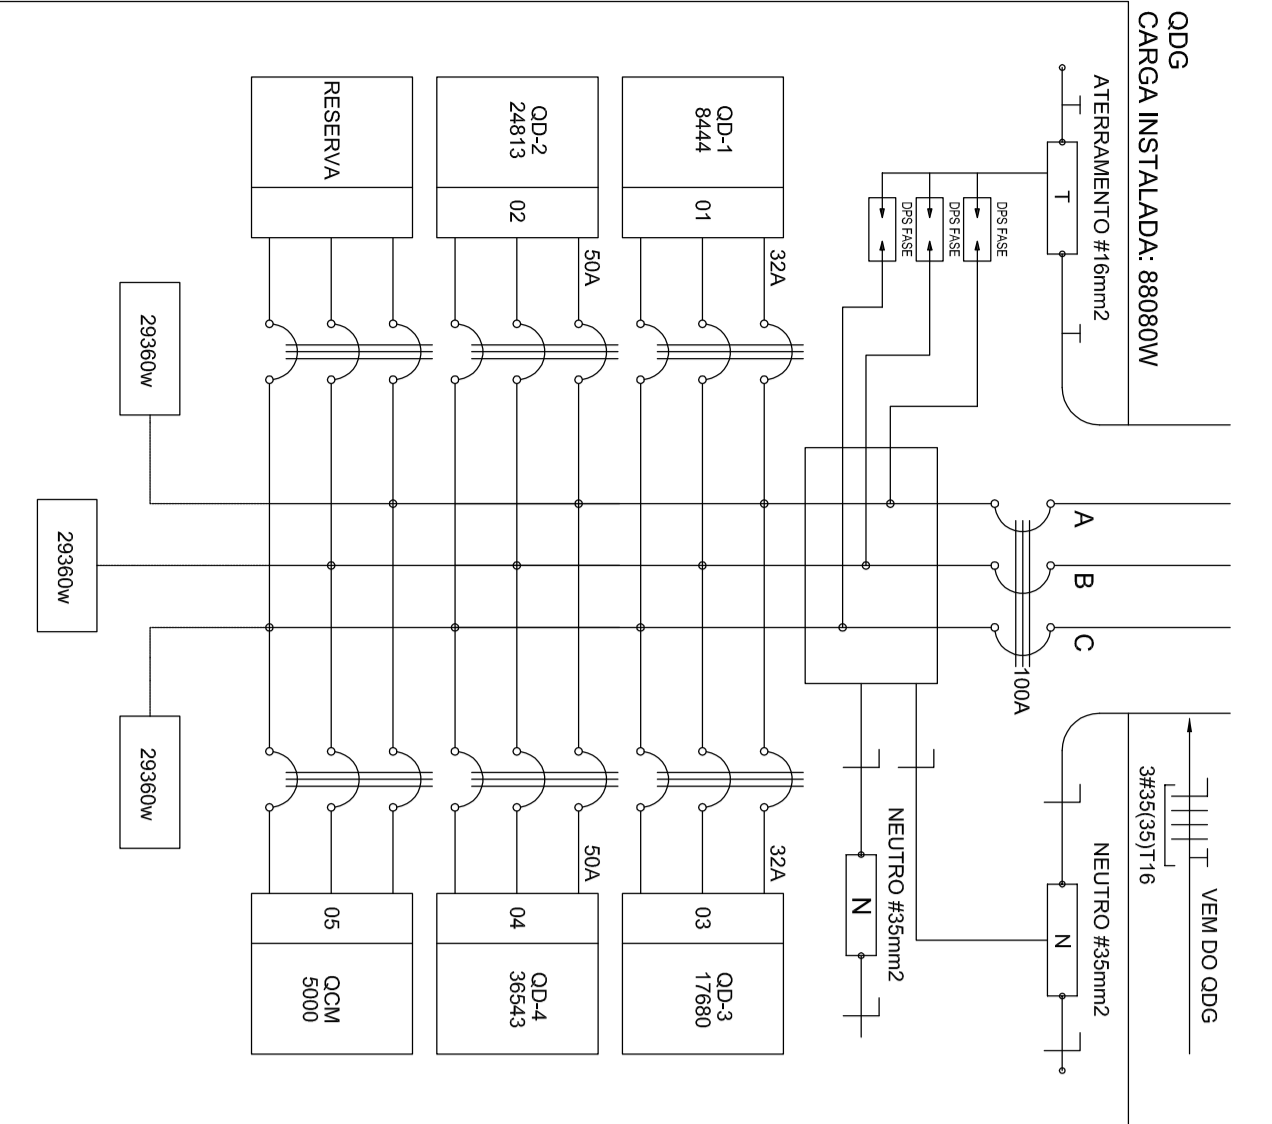 QDG
CARGA INSTALADA: 88080W
ATERRAMENTO #16mm2
T
DPS FASE
DPS FASE
DPS FASE
A
B
C
100A
VEM DO QDG
3#35(35)T16
NEUTRO #35mm2
N
NEUTRO #35mm2
N
QD-1
8444
01
32A
QD-2
24813
02
50A
RESERVA
32A
03
QD-3
17680
50A
04
QD-4
36543
05
QCM
5000
29360w
29360w
29360w